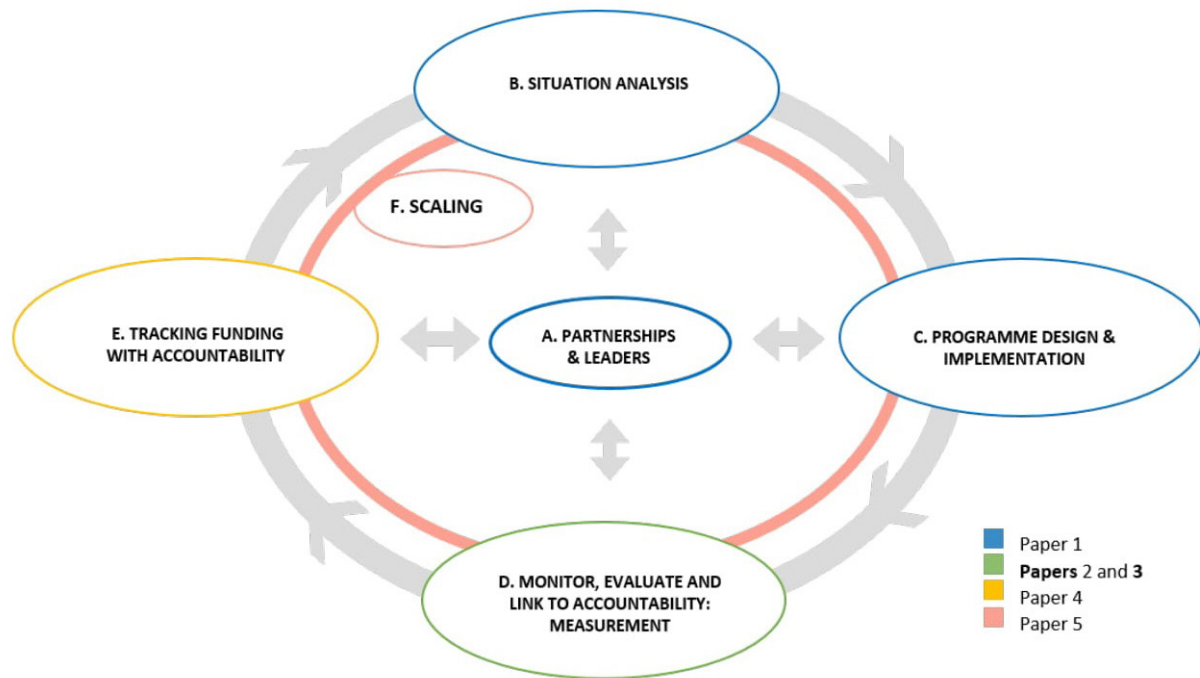 B. SITUATION ANALYSIS
F. SCALING
E. TRACKING FUNDING
WITH ACCOUNTABILITY
A. PARTNERSHIPS
& LEADERS
C. PROGRAMME DESIGN &
IMPLEMENTATION
D. MONITOR, EVALUATE AND
LINK TO ACCOUNTABILITY:
MEASUREMENT
Paper 1
Papers 2 and 3
Paper 4
Paper 5